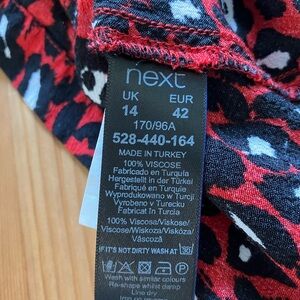 next
UK EUR
14 42
170/96A
528-440-164
MADE IN TURKEY
100% VISCOSE
Fabricado en Turquía
Hergestellt in der Türkei
Fabriqué en Turquie
Wyprodukowano w Turcji
Vyrobeno v Turecku
Fabricat în Turcia
100% Viscosa/Viskose/
Viscose/Wiskoza/Viskóza/
Vâscoză
IF IT'S NOT DIRTY WASH AT 30
Wash with similar colours
Re-shape whilst damp
Line dry